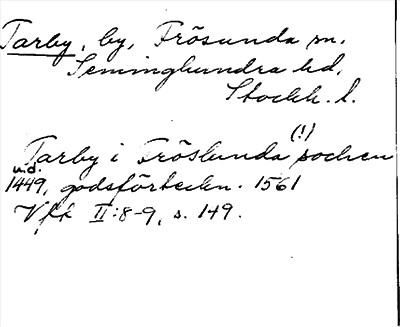 Tarby, by, Frösunda sn.
Seminghundra hd.
Stockh. l.
(!)
Tarby i Fröslunda sochen
u.d.
1449, godsförteckn. 1561
Vfk II:8-9, s. 149.